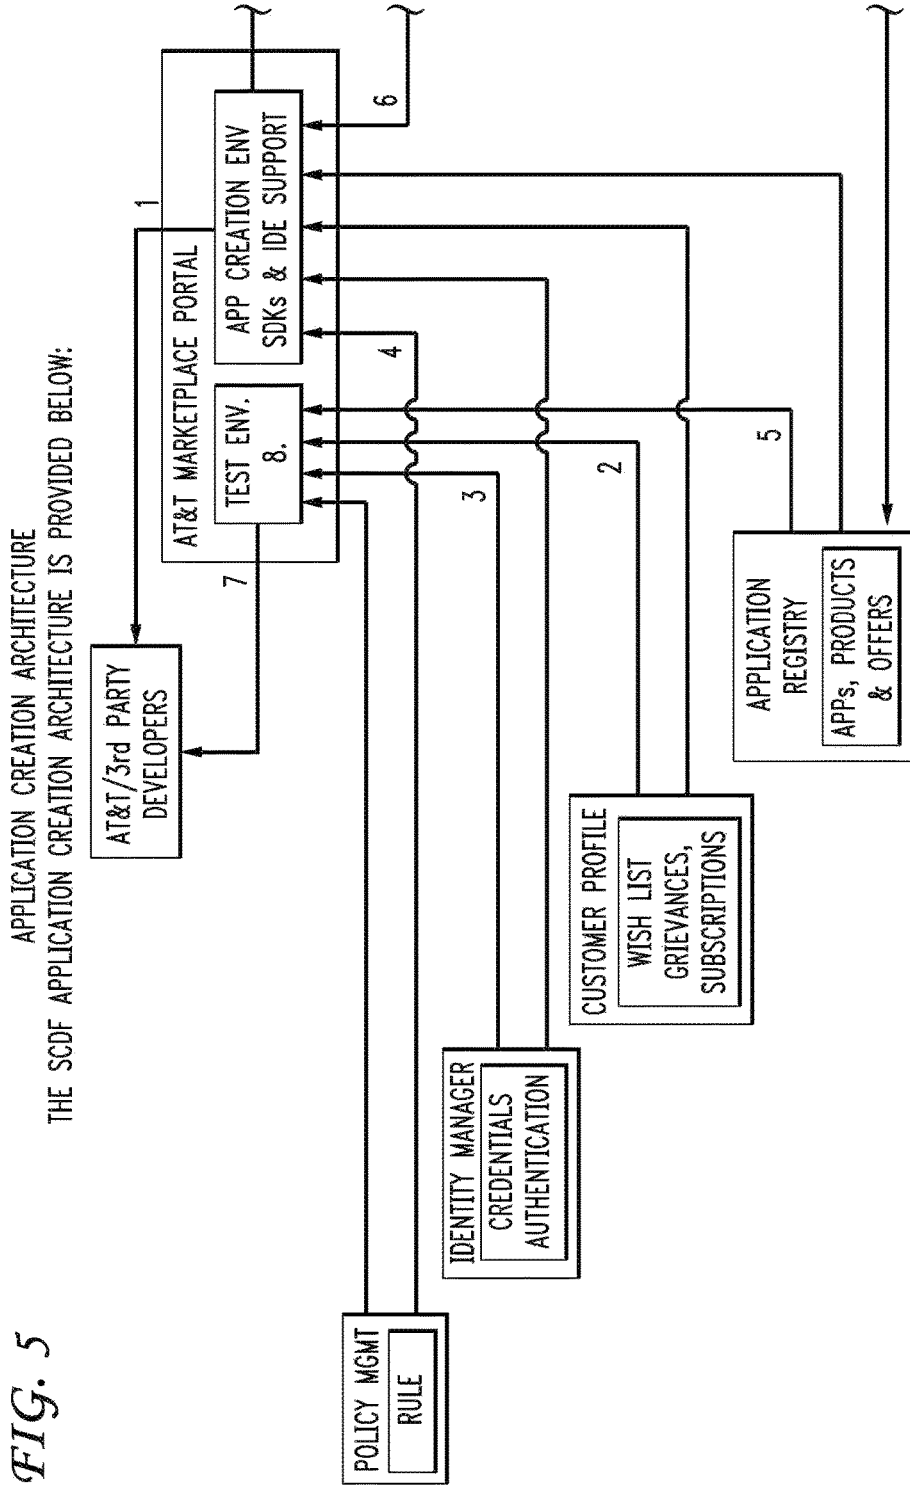 FIG. 5
APPLICATION CREATION ARCHITECTURE
THE SCDF APPLICATION CREATION ARCHITECTURE IS PROVIDED BELOW:
AT&T/3rd PARTY
DEVELOPERS
1
AT&T MARKETPLACE PORTAL
7
TEST ENV.
8.
APP CREATION ENV
SDKs & IDE SUPPORT
6
4
3
2
5
POLICY MGMT
RULE
IDENTITY MANAGER
CREDENTIALS
AUTHENTICATION
CUSTOMER PROFILE
WISH LIST
GRIEVANCES,
SUBSCRIPTIONS
APPLICATION
REGISTRY
APPs, PRODUCTS
& OFFERS